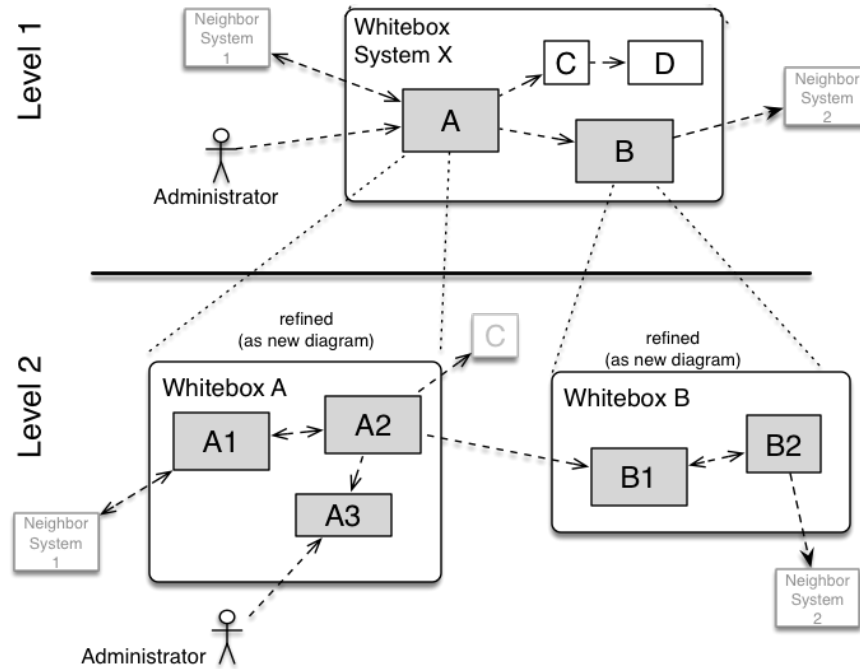 Level 1
Neighbor
System
1
Whitebox
System X
C
D
A
B
Neighbor
System
2
Administrator
Level 2
refined
(as new diagram)
C
refined
(as new diagram)
Whitebox A
A1
A2
A3
Whitebox B
B1
B2
Neighbor
System
1
Neighbor
System
2
Administrator